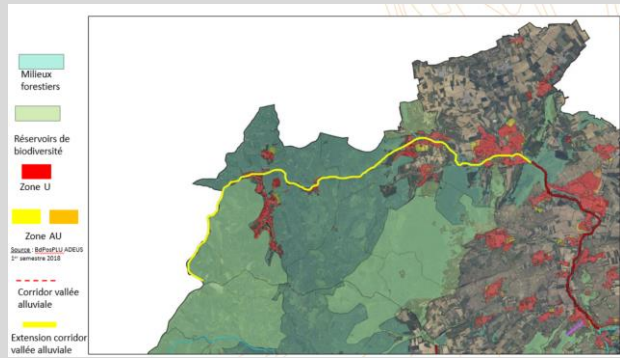 Milieux
forestiers
Réservoirs de
biodiversité
Zone U
Zone AU
Source : BdPosPLU ADEUS
1er semestre 2018
Corridor vallée
alluviale
Extension corridor
vallée alluviale